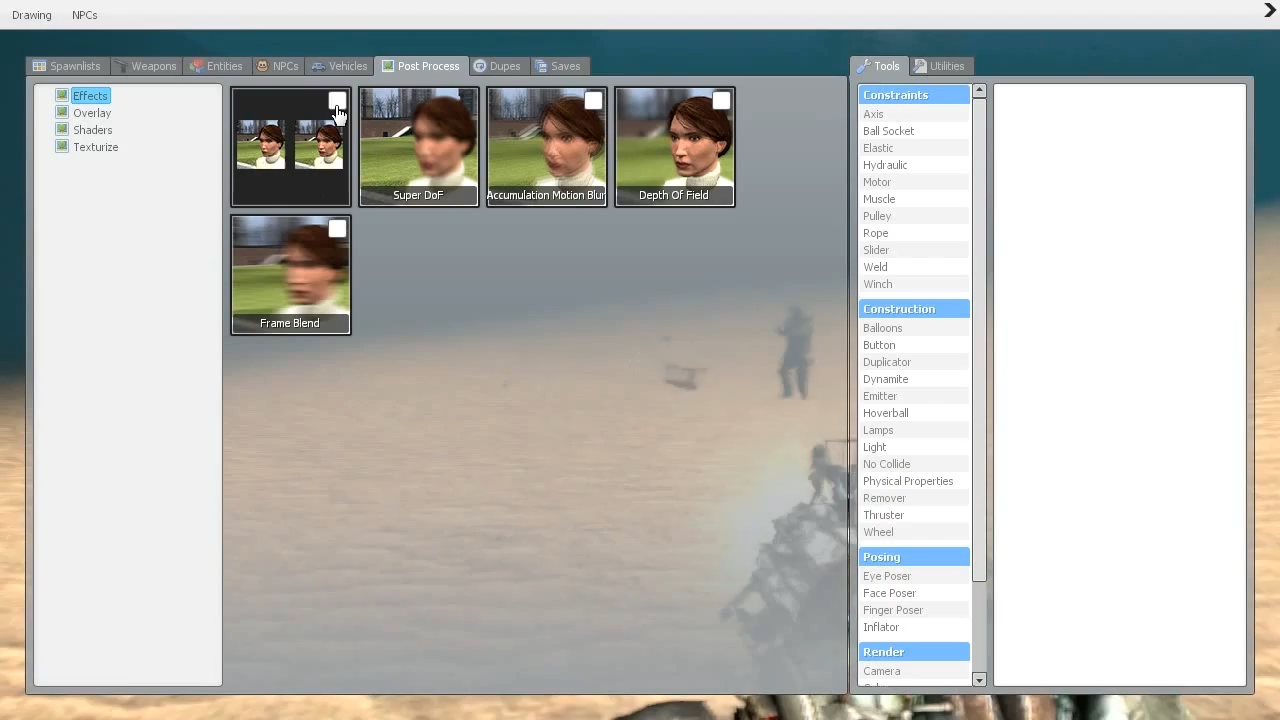 Drawing NPCs
Spawnlists Weapons Entities NPCs Vehicles Post Process Dupes Saves
Tools Utilities
Effects
Overlay
Shaders
Texturize
Super DoF
Accumulation Motion Blur
Depth Of Field
Frame Blend
Constraints
Axis
Ball Socket
Elastic
Hydraulic
Motor
Muscle
Pulley
Rope
Slider
Weld
Winch
Construction
Balloons
Button
Duplicator
Dynamite
Emitter
Hoverball
Lamps
Light
No Collide
Physical Properties
Remover
Thruster
Wheel
Posing
Eye Poser
Face Poser
Finger Poser
Inflator
Render
Camera